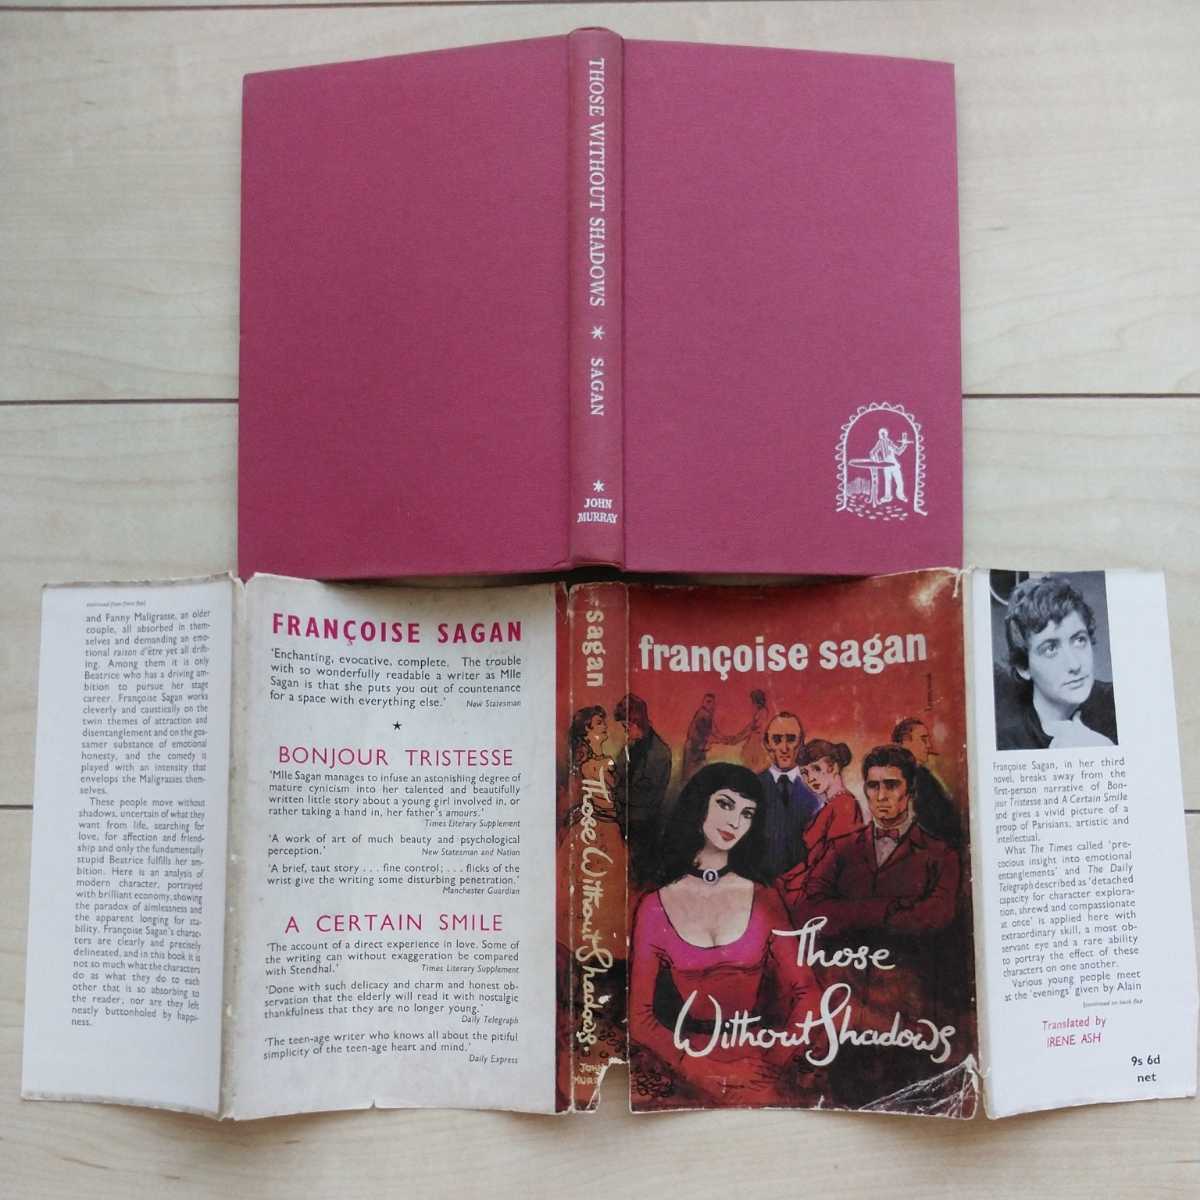 THOSE WITHOUT SHADOWS * SAGAN
*
JOHN
MURRAY
(continued from front flap)
and Fanny Maligrasse, an older
couple, all absorbed in them-
selves and demanding an emo-
tional raison d'être yet all drift-
ing. Among them it is only
Beatrice who has a driving am-
bition to pursue her stage
career. Françoise Sagan works
cleverly and caustically on the
twin themes of attraction and
disentanglement and on the gos-
samer substance of emotional
honesty, and the comedy is
played with an intensity that
envelops the Maligrasses them-
selves.
These people move without
shadows, uncertain of what they
want from life, searching for
love, for affection and friend-
ship and only the fundamentally
stupid Beatrice fulfills her am-
bition. Here is an analysis of
modern character, portrayed
with brilliant economy, showing
the paradox of aimlessness and
the apparent longing for sta-
bility. Françoise Sagan's charac-
ters are clearly and precisely
delineated, and in this book it is
not so much what the characters
do as what they do to each
other that is so absorbing to
the reader, nor are they left
neatly buttonholed by happi-
ness.
FRANÇOISE SAGAN
'Enchanting, evocative, complete. The trouble
with so wonderfully readable a writer as Mlle
Sagan is that she puts you out of countenance
for a space with everything else.' New Statesman
★
BONJOUR TRISTESSE
'Mlle Sagan manages to infuse an astonishing degree of
mature cynicism into her talented and beautifully
written little story about a young girl involved in, or
rather taking a hand in, her father's amours.'
Times Literary Supplement
'A work of art of much beauty and psychological
perception.' New Statesman and Nation
'A brief, taut story . . . fine control; . . . flicks of the
wrist give the writing some disturbing penetration.'
Manchester Guardian
A CERTAIN SMILE
'The account of a direct experience in love. Some of
the writing can without exaggeration be compared
with Stendhal.' Times Literary Supplement
'Done with such delicacy and charm and honest ob-
servation that the elderly will read it with nostalgic
thankfulness that they are no longer young.'
Daily Telegraph
'The teen-age writer who knows all about the pitiful
simplicity of the teen-age heart and mind.'
Daily Express
sagan
Those Without Shadows.
JOHN
MURRAY
françoise sagan
Those
Without Shadows
Françoise Sagan, in her third
novel, breaks away from the
first-person narrative of Bon-
jour Tristesse and A Certain Smile
and gives a vivid picture of a
group of Parisians, artistic and
intellectual.
What The Times called 'pre-
cocious insight into emotional
entanglements' and The Daily
Telegraph described as 'detached
capacity for character explora-
tion, shrewd and compassionate
at once' is applied here with
extraordinary skill, a most ob-
servant eye and a rare ability
to portray the effect of these
characters on one another.
Various young people meet
at the 'evenings' given by Alain
(continued on back flap
Translated by
IRENE ASH
9s 6d
net